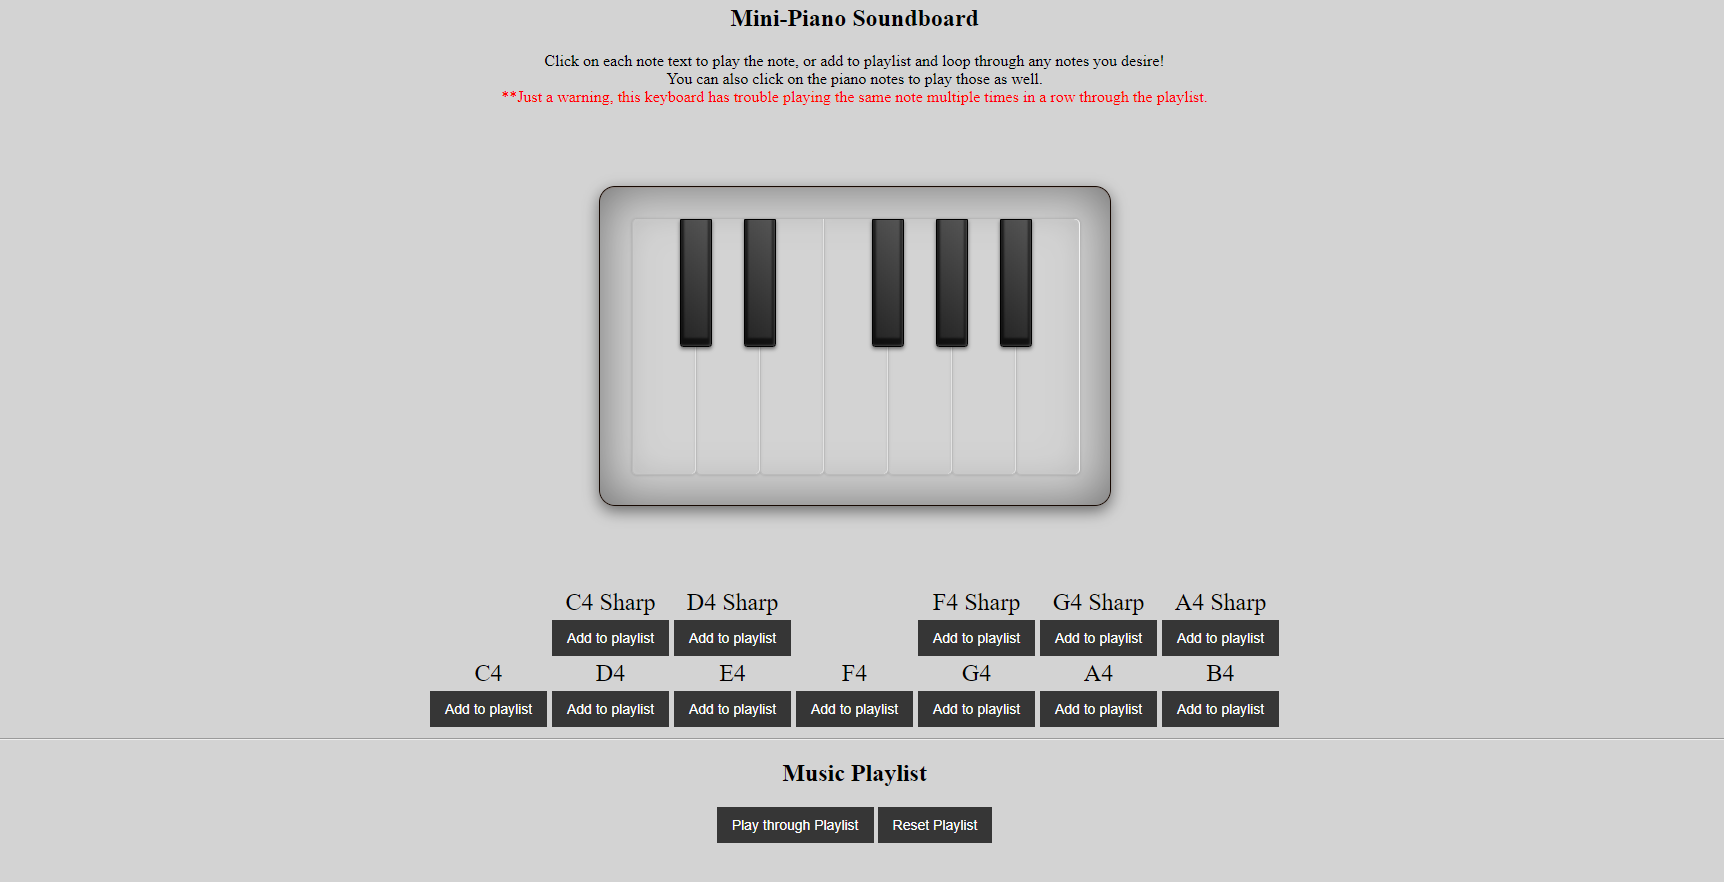 Mini-Piano Soundboard
Click on each note text to play the note, or add to playlist and loop through any notes you desire!
You can also click on the piano notes to play those as well.
**Just a warning, this keyboard has trouble playing the same note multiple times in a row through the playlist.
C4 Sharp D4 Sharp F4 Sharp G4 Sharp A4 Sharp
Add to playlist Add to playlist Add to playlist Add to playlist Add to playlist
C4 D4 E4 F4 G4 A4 B4
Add to playlist Add to playlist Add to playlist Add to playlist Add to playlist Add to playlist Add to playlist
Music Playlist
Play through Playlist Reset Playlist